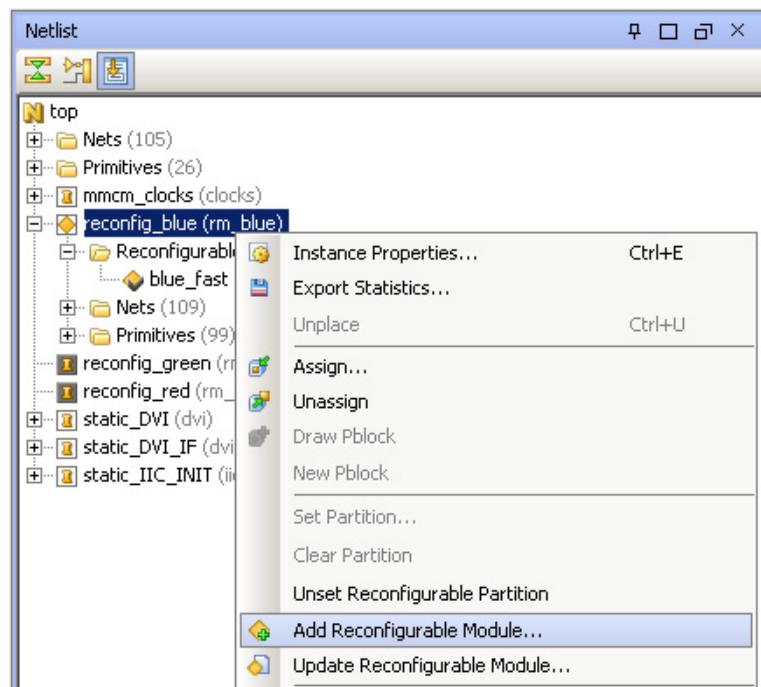 Netlist
top
Nets (105)
Primitives (26)
mmcm_clocks (clocks)
reconfig_blue (rm_blue)
Reconfigurabl
blue_fast
Nets (109)
Primitives (99)
reconfig_green (r
reconfig_red (rm_
static_DVI (dvi)
static_DVI_IF (dvi
static_IIC_INIT (ii
Instance Properties... Ctrl+E
Export Statistics...
Unplace Ctrl+U
Assign...
Unassign
Draw Pblock
New Pblock
Set Partition...
Clear Partition
Unset Reconfigurable Partition
Add Reconfigurable Module...
Update Reconfigurable Module...